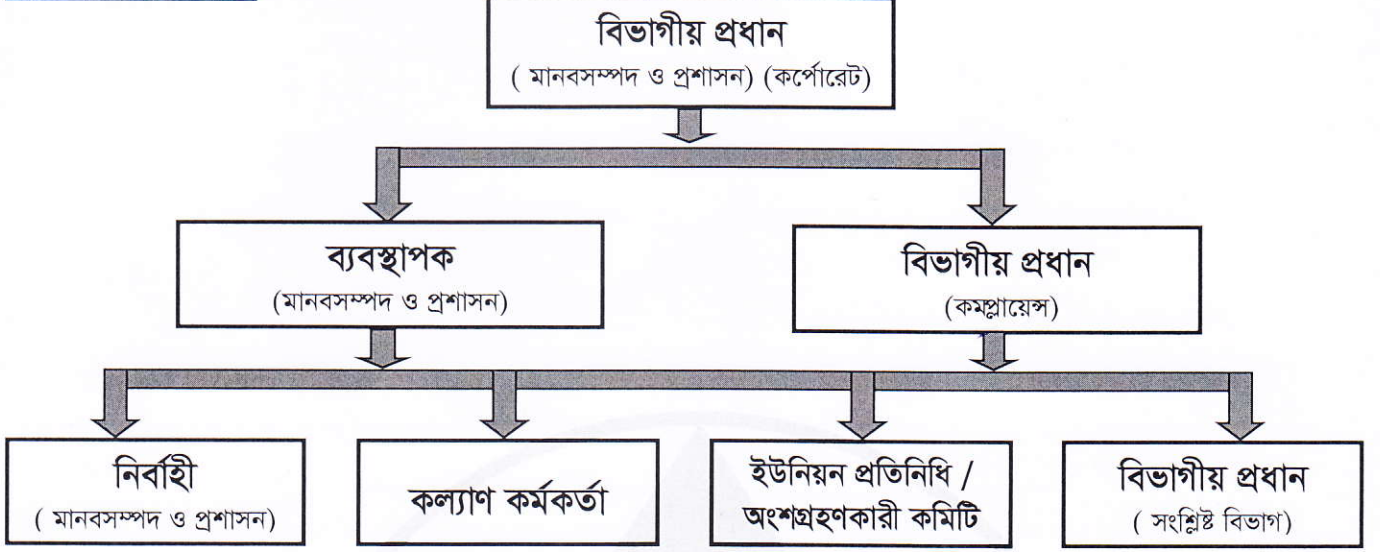 বিভাগীয় প্রধান
( মানবসম্পদ ও প্রশাসন) (কর্পোরেট)
ব্যবস্থাপক
(মানবসম্পদ ও প্রশাসন)
বিভাগীয় প্রধান
(কমপ্লায়েন্স)
নির্বাহী
( মানবসম্পদ ও প্রশাসন)
কল্যাণ কর্মকর্তা
ইউনিয়ন প্রতিনিধি /
অংশগ্রহণকারী কমিটি
বিভাগীয় প্রধান
( সংশ্লিষ্ট বিভাগ)